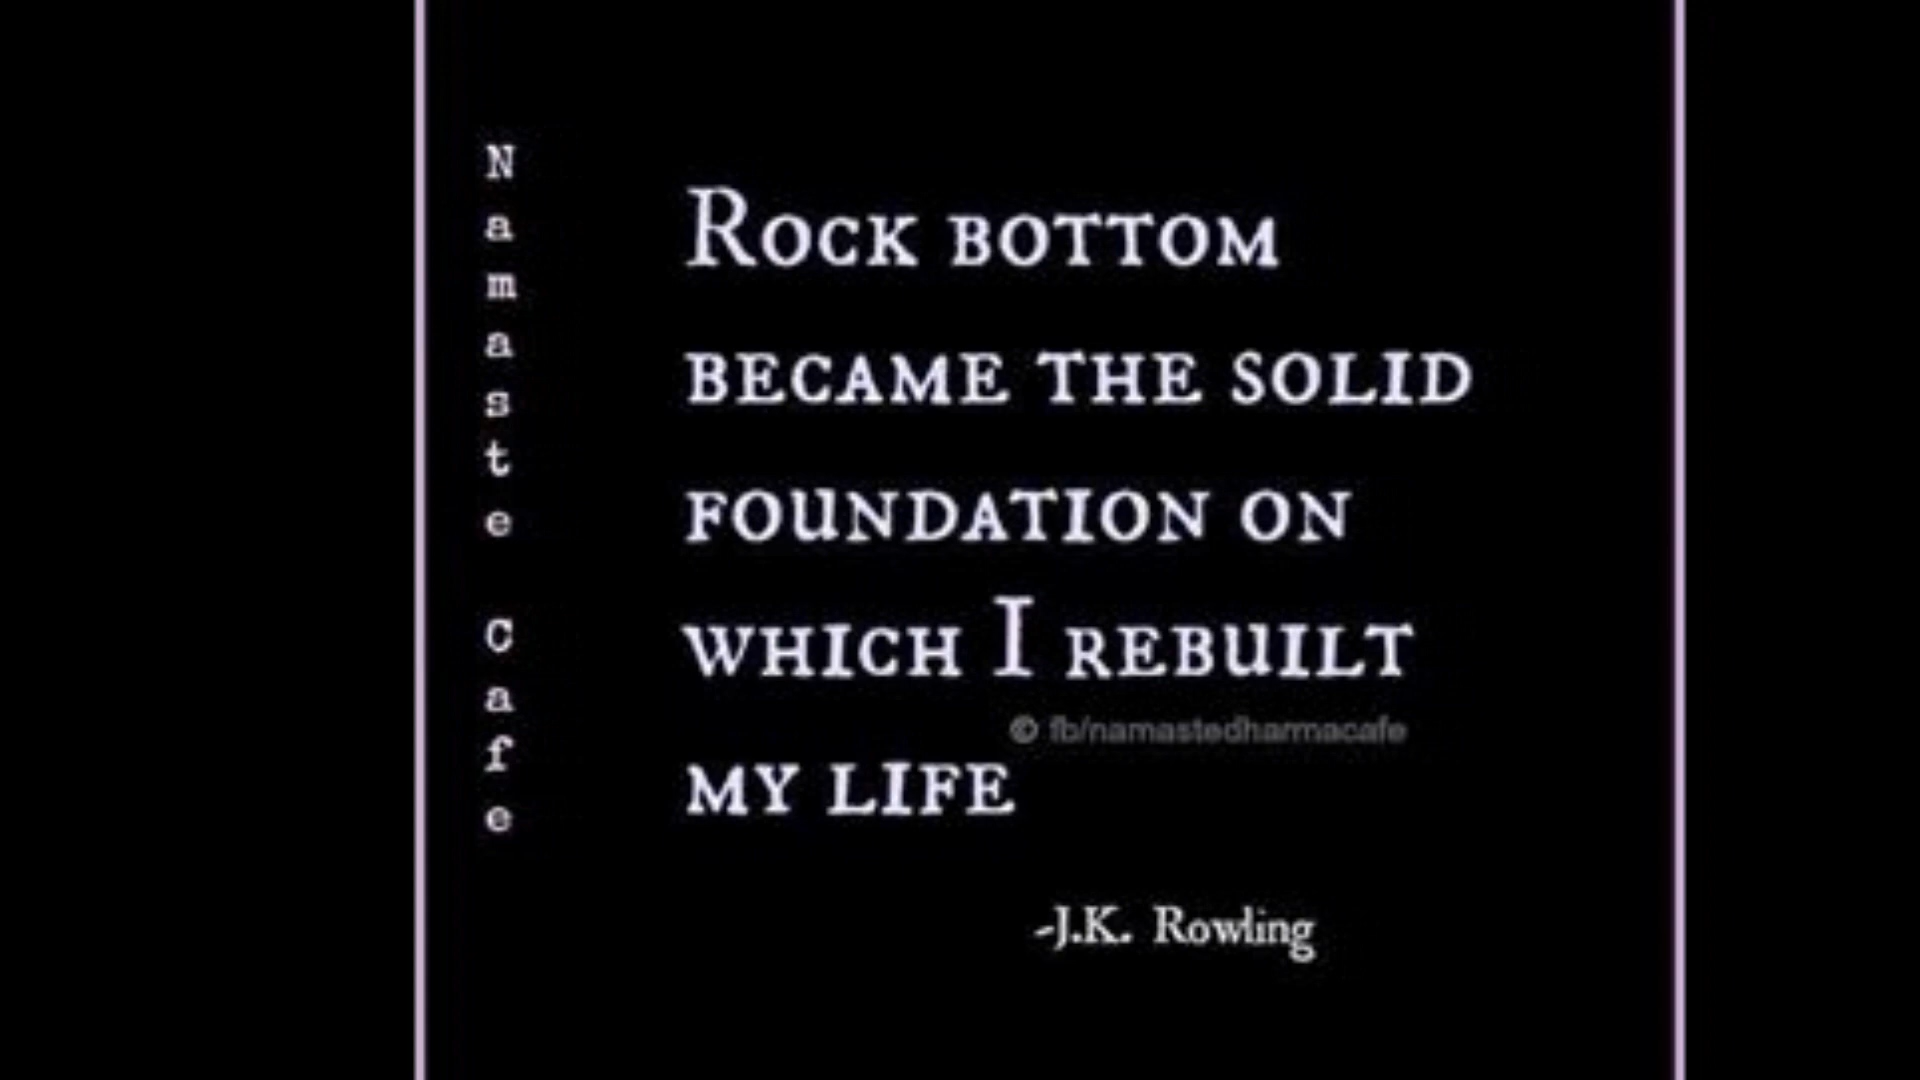 Namaste Cafe
Rock bottom
became the solid
foundation on
which I rebuilt
© fb/namastedharmacafe
my life
-J.K. Rowling